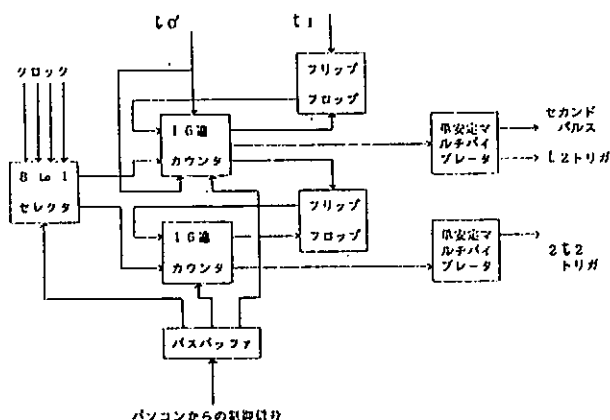 t0
t1
クロック
フリップ
フロップ
16進
カウンタ
単安定マ
ルチバイ
ブレータ
セカンド
パルス
t2トリガ
8 to 1
セレクタ
フリップ
フロップ
16進
カウンタ
単安定マ
ルチバイ
ブレータ
2t2
トリガ
バスバッファ
パソコンからの制御信号